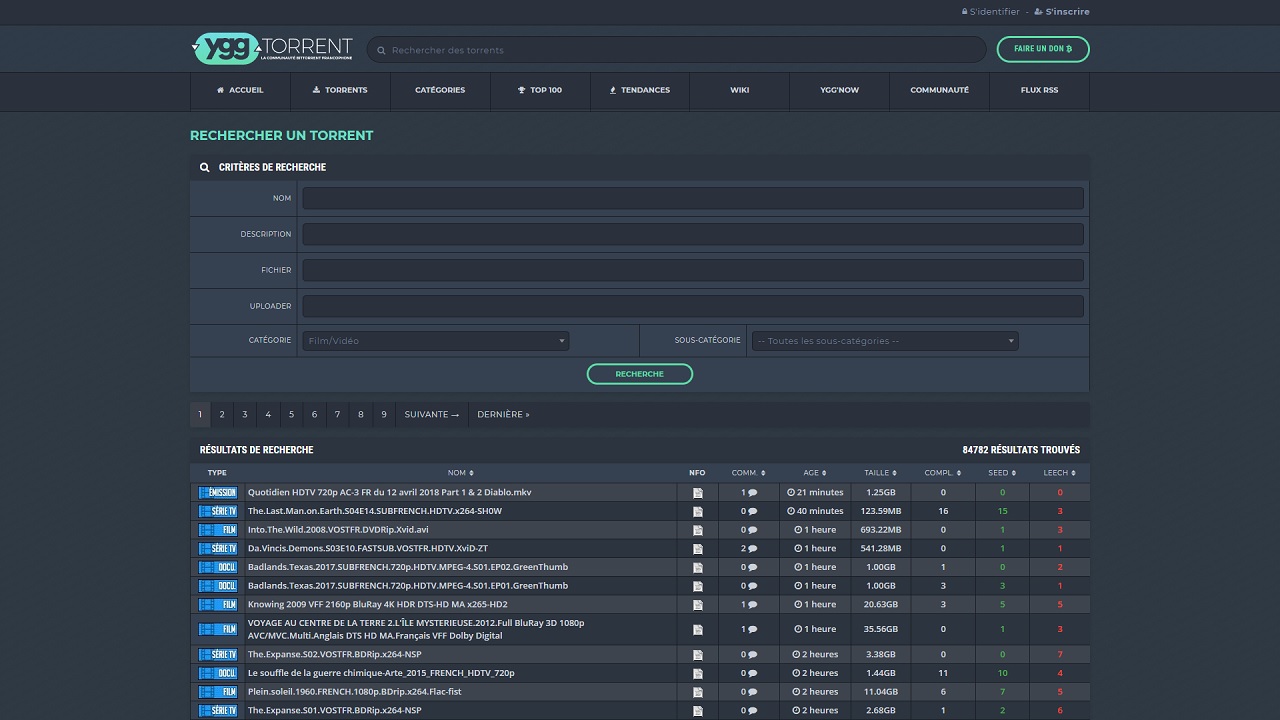 S'identifier - S'inscrire
ygg TORRENT
LA COMMUNAUTÉ BITTORRENT FRANCOPHONE
Rechercher des torrents
FAIRE UN DON
ACCUEIL TORRENTS CATÉGORIES TOP 100 TENDANCES WIKI YGG'NOW COMMUNAUTÉ FLUX RSS
RECHERCHER UN TORRENT
CRITÈRES DE RECHERCHE
NOM
DESCRIPTION
FICHIER
UPLOADER
CATÉGORIE Film/Vidéo SOUS-CATÉGORIE -- Toutes les sous-catégories --
RECHERCHE
1 2 3 4 5 6 7 8 9 SUIVANTE → DERNIÈRE »
RÉSULTATS DE RECHERCHE 84782 RÉSULTATS TROUVÉS
TYPE NOM NFO COMM. AGE TAILLE COMPL. SEED LEECH
ÉMISSION Quotidien HDTV 720p AC-3 FR du 12 avril 2018 Part 1 & 2 Diablo.mkv 1 21 minutes 1.25GB 0 0 0
SÉRIE TV The.Last.Man.on.Earth.S04E14.SUBFRENCH.HDTV.x264-SH0W 0 40 minutes 123.59MB 16 15 3
FILM Into.The.Wild.2008.VOSTFR.DVDRip.Xvid.avi 0 1 heure 693.22MB 0 1 3
SÉRIE TV Da.Vincis.Demons.S03E10.FASTSUB.VOSTFR.HDTV.XviD-ZT 2 1 heure 541.28MB 0 1 1
DOCU. Badlands.Texas.2017.SUBFRENCH.720p.HDTV.MPEG-4.S01.EP02.GreenThumb 0 1 heure 1.00GB 1 0 2
DOCU. Badlands.Texas.2017.SUBFRENCH.720p.HDTV.MPEG-4.S01.EP01.GreenThumb 0 1 heure 1.00GB 3 3 1
FILM Knowing 2009 VFF 2160p BluRay 4K HDR DTS-HD MA x265-HD2 1 1 heure 20.63GB 3 5 5
FILM VOYAGE AU CENTRE DE LA TERRE 2.L'ÎLE MYSTERIEUSE.2012.Full BluRay 3D 1080p
AVC/MVC.Multi.Anglais DTS HD MA.Français VFF Dolby Digital 1 1 heure 35.56GB 0 1 3
SÉRIE TV The.Expanse.S02.VOSTFR.BDRip.x264-NSP 0 2 heures 3.38GB 0 0 7
DOCU. Le souffle de la guerre chimique-Arte_2015_FRENCH_HDTV_720p 0 2 heures 1.44GB 11 10 4
FILM Plein.soleil.1960.FRENCH.1080p.BDrip.x264.Flac-fist 0 2 heures 11.04GB 6 7 5
SÉRIE TV The.Expanse.S01.VOSTFR.BDRip.x264-NSP 0 2 heures 2.68GB 1 2 6